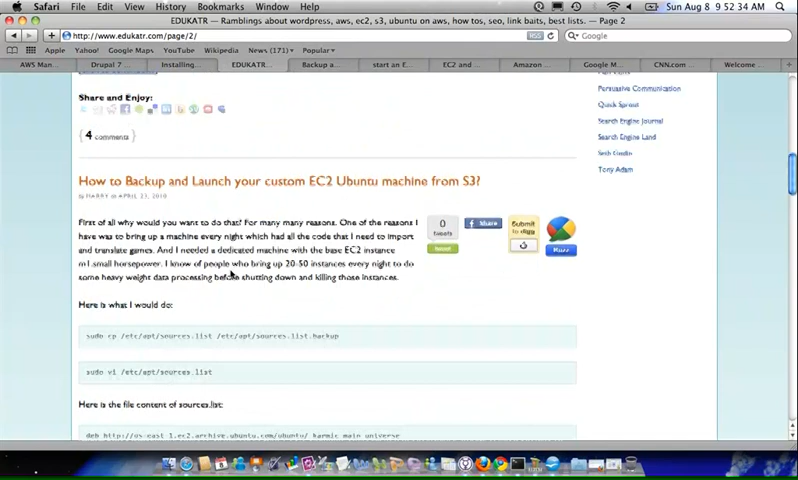 Safari File Edit View History Bookmarks Window Help Sun Aug 8 9:52:34 AM
EDUKATR — Ramblings about wordpress, aws, ec2, s3, ubuntu on aws, how tos, seo, link baits, best lists. — Page 2
http://www.edukatr.com/page/2/ RSS Google
Apple Yahoo! Google Maps YouTube Wikipedia News (171) Popular
AWS Man... Drupal 7 ... Installing... EDUKATR... Backup a... start an E... EC2 and ... Amazon ... Google M... CNN.com ... Welcome ...
Persuasive Communication
Share and Enjoy:
Quick Sprout
Search Engine Journal
4 comments
Search Engine Land
Seth Godin
Tony Adam
How to Backup and Launch your custom EC2 Ubuntu machine from S3?
by HARRY on APRIL 23, 2010
First of all why would you want to do that? For many many reasons. One of the reasons I
have was to bring up a machine every night which had all the code that I need to import
and translate games. And I needed a dedicated machine with the base EC2 instance
m1.small horsepower. I know of people who bring up 20-50 instances every night to do
some heavy weight data processing before shutting down and killing those instances.
0
tweets
tweet
Share
Submit
to digg
Buzz
Here is what I would do:
sudo cp /etc/apt/sources.list /etc/apt/sources.list.backup
sudo vi /etc/apt/sources.list
Here is the file content of sources.list:
deb http://us-east-1.ec2.archive.ubuntu.com/ubuntu/ karmic main universe